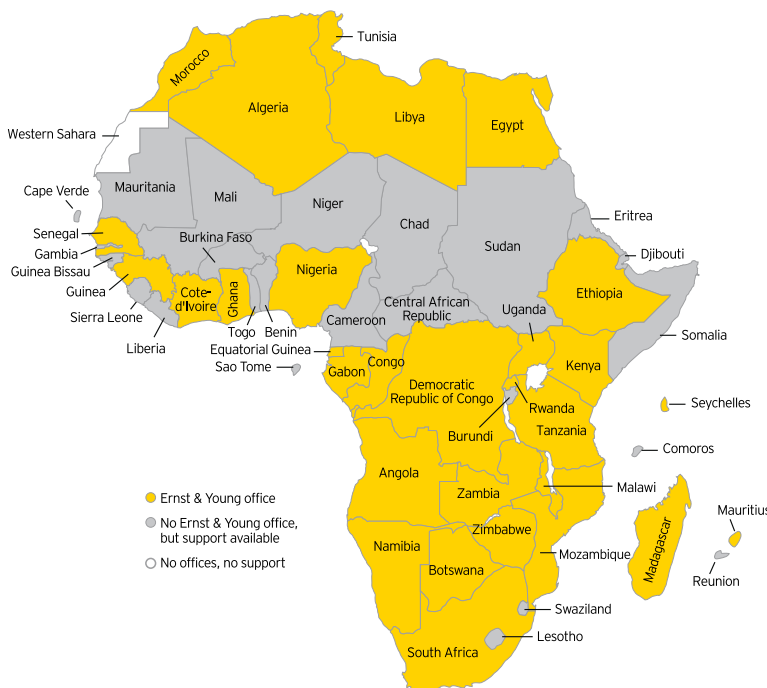 Tunisia
Morocco
Algeria
Libya
Egypt
Western Sahara
Mauritania
Mali
Niger
Chad
Sudan
Cape Verde
Eritrea
Senegal
Burkina Faso
Djibouti
Gambia
Guinea Bissau
Nigeria
Guinea
Cote-
d'Ivoire
Ghana
Ethiopia
Sierra Leone
Central African
Republic
Uganda
Cameroon
Togo
Benin
Somalia
Liberia
Equatorial Guinea
Sao Tome
Gabon
Congo
Kenya
Democratic
Republic of Congo
Rwanda
Seychelles
Burundi
Tanzania
Comoros
Angola
Malawi
Zambia
Ernst & Young office
No Ernst & Young office,
but support available
No offices, no support
Zimbabwe
Mauritius
Namibia
Mozambique
Madagascar
Botswana
Reunion
Swaziland
Lesotho
South Africa